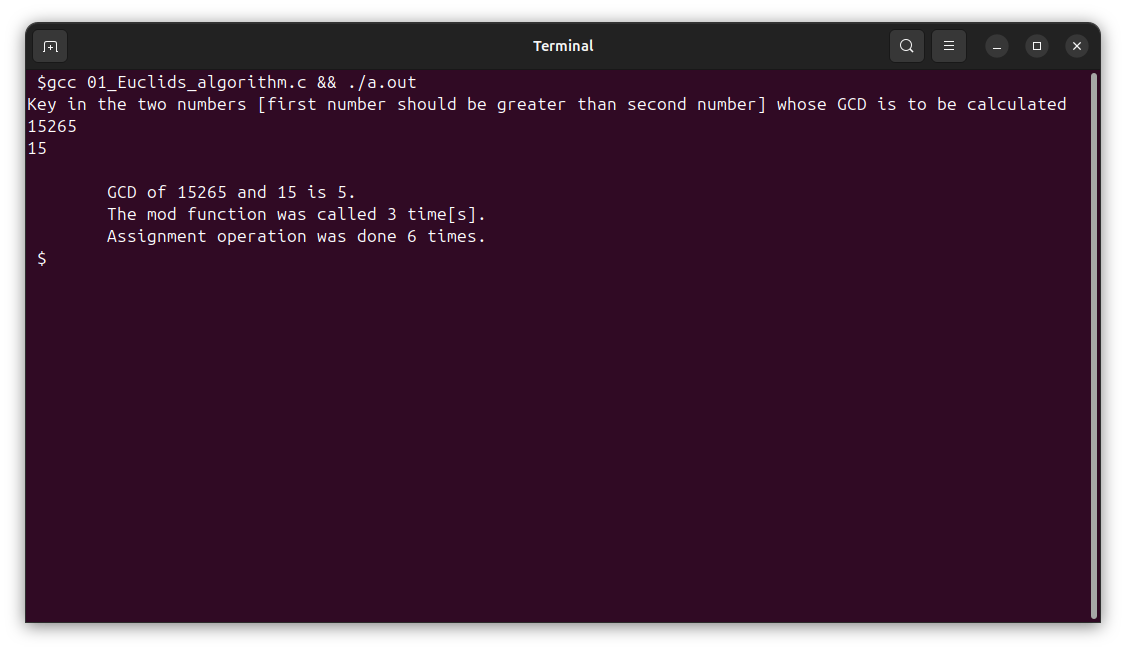 Terminal
$gcc 01_Euclids_algorithm.c && ./a.out
Key in the two numbers [first number should be greater than second number] whose GCD is to be calculated
15265
15
GCD of 15265 and 15 is 5.
The mod function was called 3 time[s].
Assignment operation was done 6 times.
$